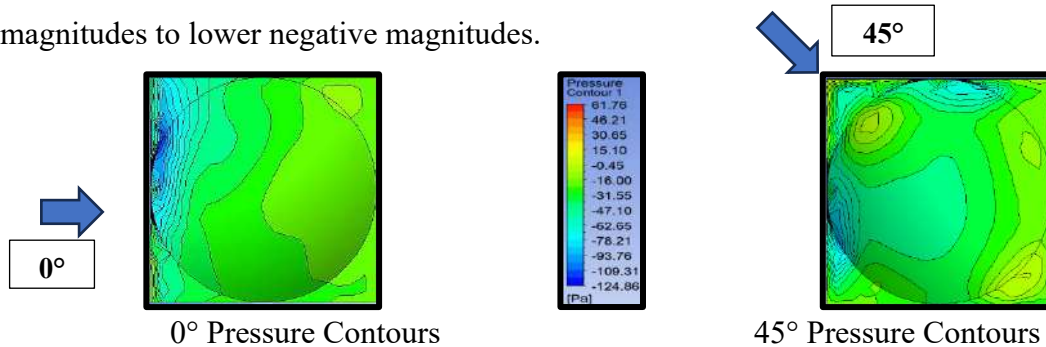 magnitudes to lower negative magnitudes.
45°
0°
Pressure
Contour 1
61.76
46.21
30.65
15.10
-0.45
-16.00
-31.55
-47.10
-62.65
-78.21
-93.76
-109.31
-124.86
[Pa]
0° Pressure Contours
45° Pressure Contours